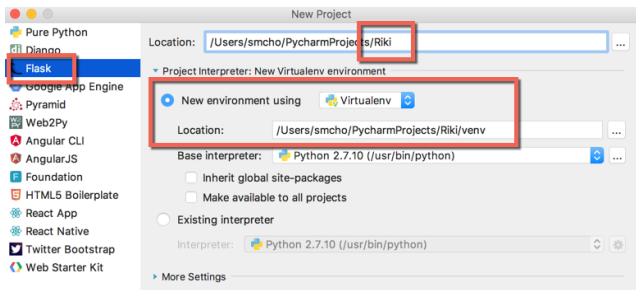 New Project
Pure Python
Django
Flask
Google App Engine
Pyramid
Web2Py
Angular CLI
AngularJS
Foundation
HTML5 Boilerplate
React App
React Native
Twitter Bootstrap
Web Starter Kit
Location: /Users/smcho/PycharmProjects/Riki ...
Project Interpreter: New Virtualenv environment
New environment using Virtualenv
Location: /Users/smcho/PycharmProjects/Riki/venv ...
Base interpreter: Python 2.7.10 (/usr/bin/python) ...
Inherit global site-packages
Make available to all projects
Existing interpreter
Interpreter: Python 2.7.10 (/usr/bin/python)
More Settings